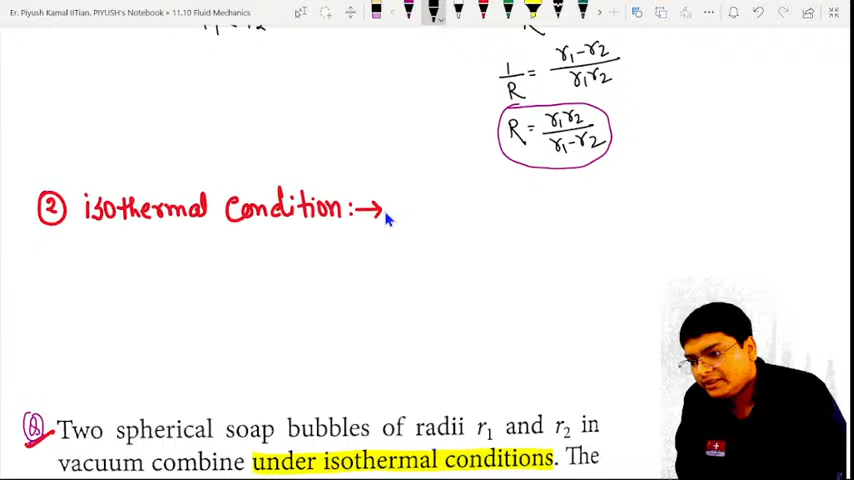 Er. Piyush Kamal IITian. PIYUSH's Notebook » 11.10 Fluid Mechanics
R
1/R = r₁-r₂/r₁r₂
R = r₁r₂/r₁-r₂
② isothermal Condition:→
Q Two spherical soap bubbles of radii r₁ and r₂ in
vacuum combine under isothermal conditions. The